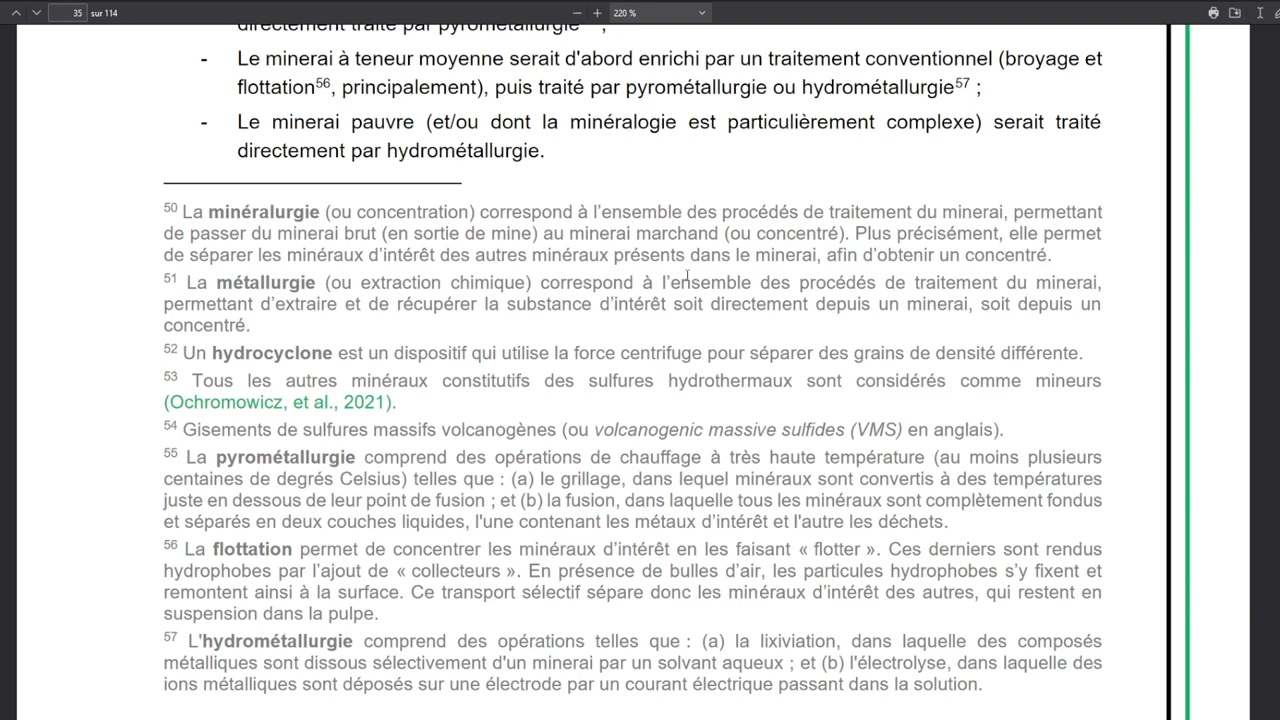 35 sur 114
220 %
directement traité par pyrométallurgie ;
- Le minerai à teneur moyenne serait d'abord enrichi par un traitement conventionnel (broyage et
flottation56, principalement), puis traité par pyrométallurgie ou hydrométallurgie57 ;
- Le minerai pauvre (et/ou dont la minéralogie est particulièrement complexe) serait traité
directement par hydrométallurgie.
50 La minéralurgie (ou concentration) correspond à l’ensemble des procédés de traitement du minerai, permettant
de passer du minerai brut (en sortie de mine) au minerai marchand (ou concentré). Plus précisément, elle permet
de séparer les minéraux d’intérêt des autres minéraux présents dans le minerai, afin d’obtenir un concentré.
51 La métallurgie (ou extraction chimique) correspond à l’ensemble des procédés de traitement du minerai,
permettant d’extraire et de récupérer la substance d’intérêt soit directement depuis un minerai, soit depuis un
concentré.
52 Un hydrocyclone est un dispositif qui utilise la force centrifuge pour séparer des grains de densité différente.
53 Tous les autres minéraux constitutifs des sulfures hydrothermaux sont considérés comme mineurs
(Ochromowicz, et al., 2021).
54 Gisements de sulfures massifs volcanogènes (ou volcanogenic massive sulfides (VMS) en anglais).
55 La pyrométallurgie comprend des opérations de chauffage à très haute température (au moins plusieurs
centaines de degrés Celsius) telles que : (a) le grillage, dans lequel minéraux sont convertis à des températures
juste en dessous de leur point de fusion ; et (b) la fusion, dans laquelle tous les minéraux sont complètement fondus
et séparés en deux couches liquides, l'une contenant les métaux d’intérêt et l'autre les déchets.
56 La flottation permet de concentrer les minéraux d’intérêt en les faisant « flotter ». Ces derniers sont rendus
hydrophobes par l’ajout de « collecteurs ». En présence de bulles d’air, les particules hydrophobes s’y fixent et
remontent ainsi à la surface. Ce transport sélectif sépare donc les minéraux d’intérêt des autres, qui restent en
suspension dans la pulpe.
57 L'hydrométallurgie comprend des opérations telles que : (a) la lixiviation, dans laquelle des composés
métalliques sont dissous sélectivement d'un minerai par un solvant aqueux ; et (b) l'électrolyse, dans laquelle des
ions métalliques sont déposés sur une électrode par un courant électrique passant dans la solution.